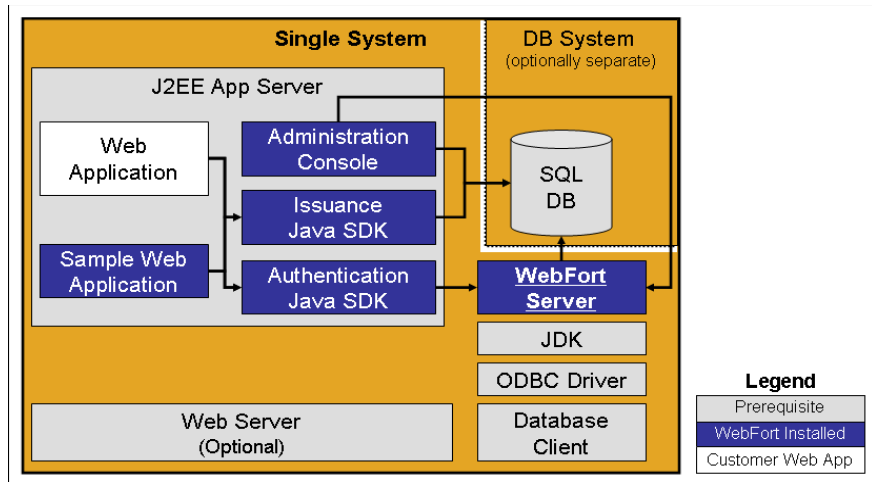 Single System
DB System
(optionally separate)
J2EE App Server
Web
Application
Administration
Console
SQL
DB
Issuance
Java SDK
Sample Web
Application
Authentication
Java SDK
WebFort
Server
JDK
ODBC Driver
Web Server
(Optional)
Database
Client
Legend
Prerequisite
WebFort Installed
Customer Web App